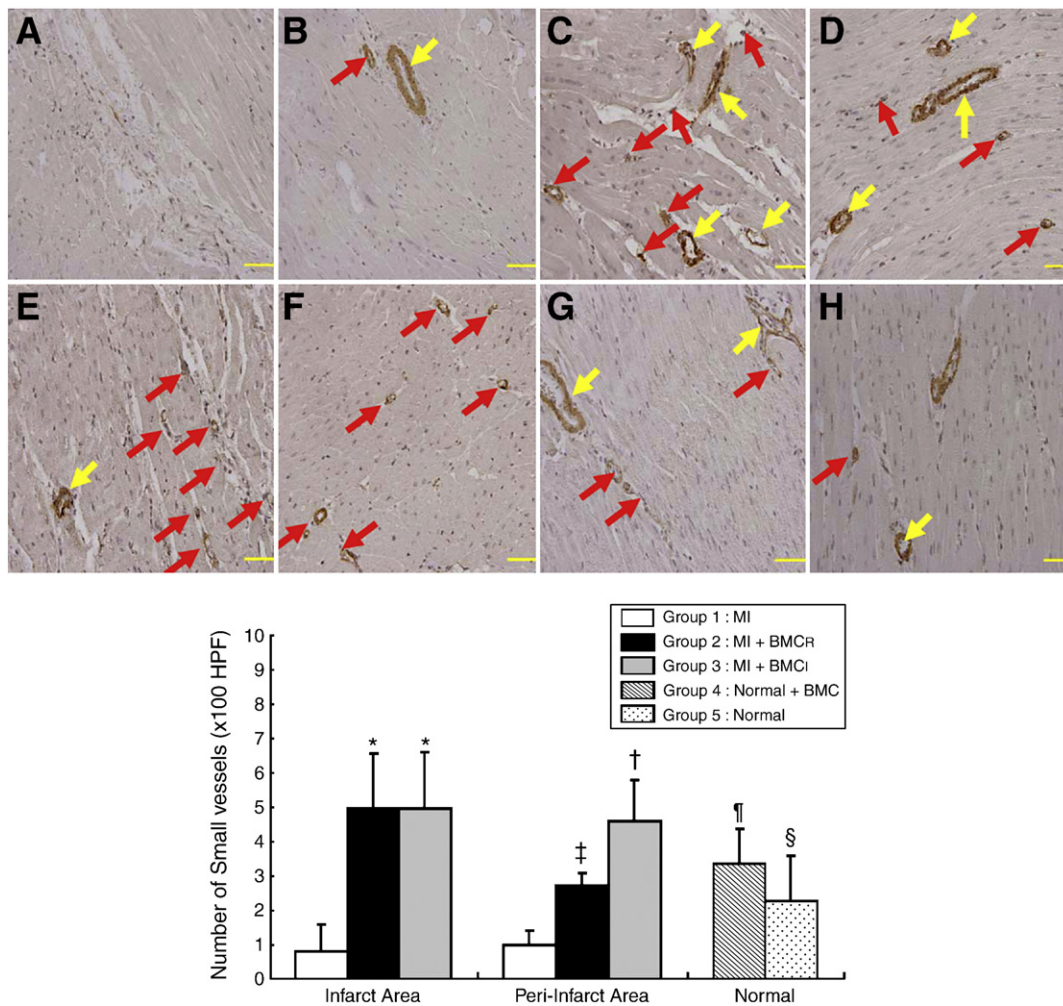 A B C D
E F G H
Group 1 : MI
Group 2 : MI + BMCR
Group 3 : MI + BMCI
Group 4 : Normal + BMC
Group 5 : Normal
Number of Small vessels (x100 HPF)
10
9
8
7
6
5
4
3
2
1
0
* * † ‡ ¶ §
Infarct Area Peri-Infarct Area Normal